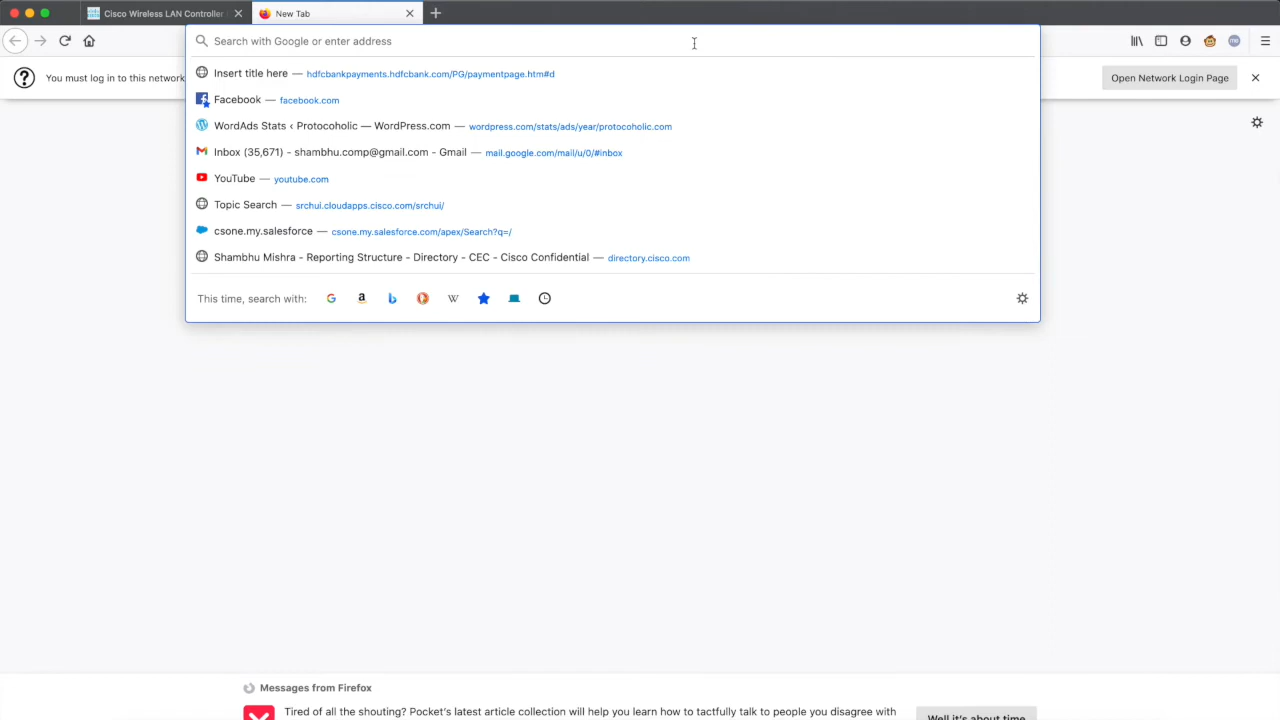 Cisco Wireless LAN Controller
New Tab
Search with Google or enter address
You must log in to this network
Open Network Login Page
Insert title here — hdfcbankpayments.hdfcbank.com/PG/paymentpage.htm#d
Facebook — facebook.com
WordAds Stats ‹ Protocoholic — WordPress.com — wordpress.com/stats/ads/year/protocoholic.com
Inbox (35,671) - shambhu.comp@gmail.com - Gmail — mail.google.com/mail/u/0/#inbox
YouTube — youtube.com
Topic Search — srchui.cloudapps.cisco.com/srchui/
csone.my.salesforce — csone.my.salesforce.com/apex/Search?q=/
Shambhu Mishra - Reporting Structure - Directory - CEC - Cisco Confidential — directory.cisco.com
This time, search with:
Messages from Firefox
Tired of all the shouting? Pocket's latest article collection will help you learn how to tactfully talk to people you disagree with
Well it's about time